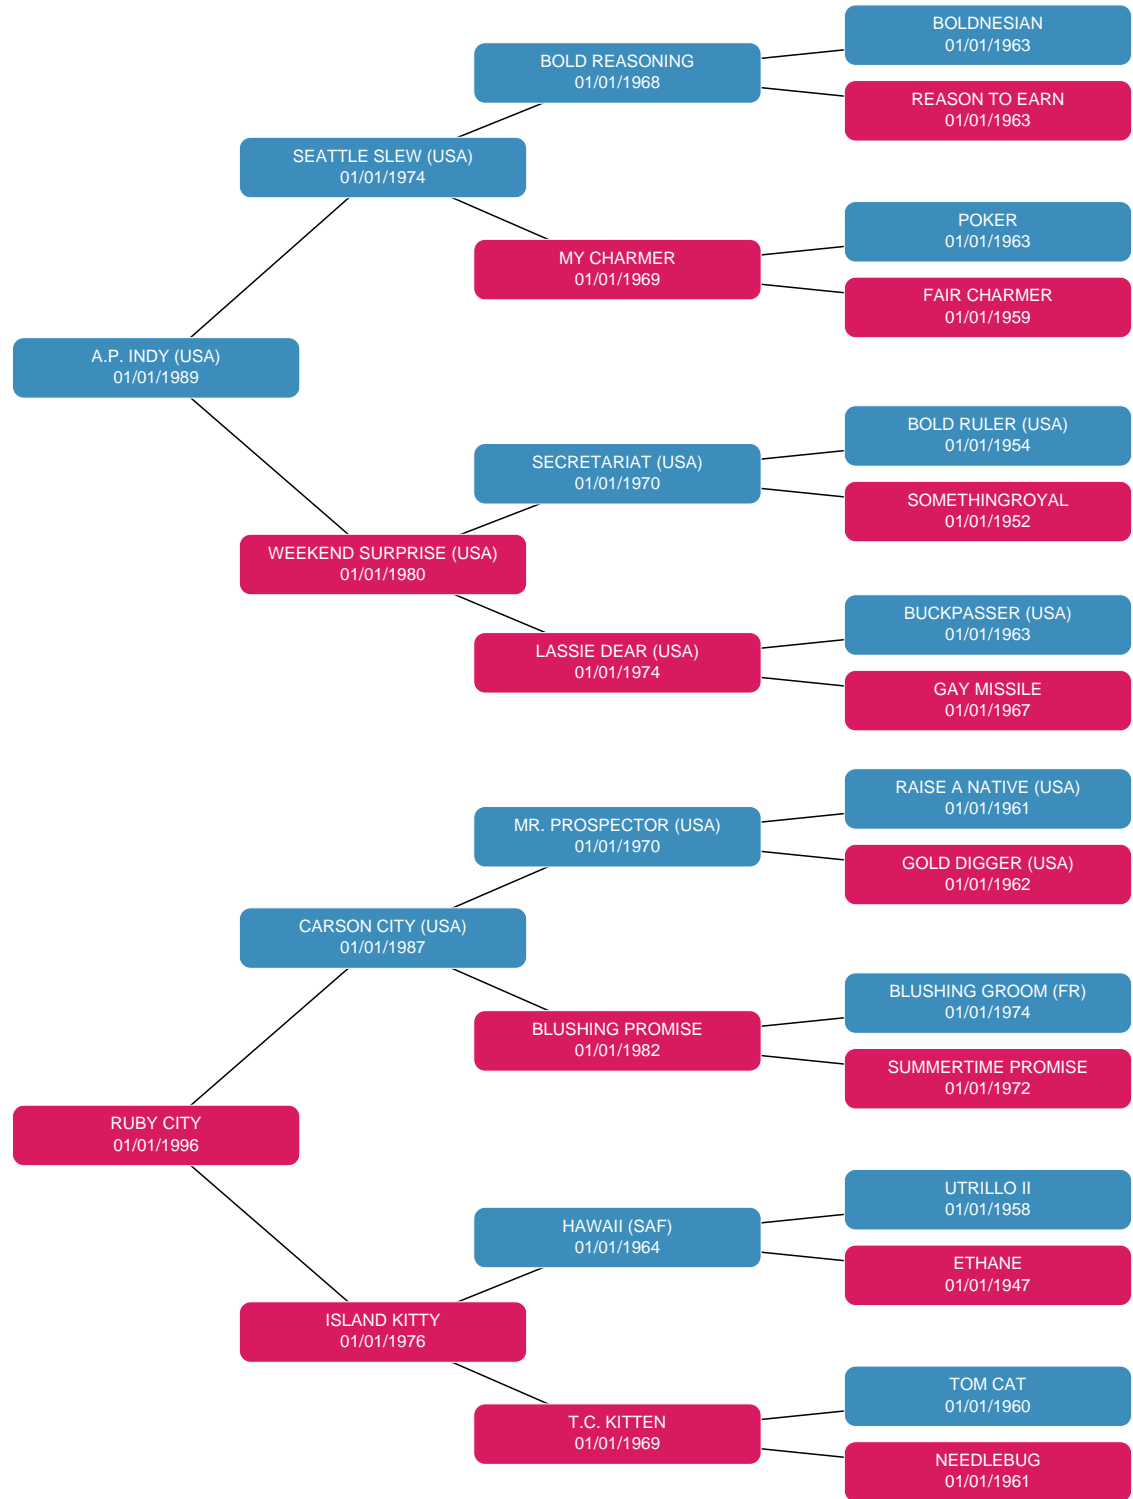 BOLDNESIAN
01/01/1963
BOLD REASONING
01/01/1968
REASON TO EARN
01/01/1963
SEATTLE SLEW (USA)
01/01/1974
POKER
01/01/1963
MY CHARMER
01/01/1969
FAIR CHARMER
01/01/1959
A.P. INDY (USA)
01/01/1989
BOLD RULER (USA)
01/01/1954
SECRETARIAT (USA)
01/01/1970
SOMETHINGROYAL
01/01/1952
WEEKEND SURPRISE (USA)
01/01/1980
BUCKPASSER (USA)
01/01/1963
LASSIE DEAR (USA)
01/01/1974
GAY MISSILE
01/01/1967
RAISE A NATIVE (USA)
01/01/1961
MR. PROSPECTOR (USA)
01/01/1970
GOLD DIGGER (USA)
01/01/1962
CARSON CITY (USA)
01/01/1987
BLUSHING GROOM (FR)
01/01/1974
BLUSHING PROMISE
01/01/1982
SUMMERTIME PROMISE
01/01/1972
RUBY CITY
01/01/1996
UTRILLO II
01/01/1958
HAWAII (SAF)
01/01/1964
ETHANE
01/01/1947
ISLAND KITTY
01/01/1976
TOM CAT
01/01/1960
T.C. KITTEN
01/01/1969
NEEDLEBUG
01/01/1961